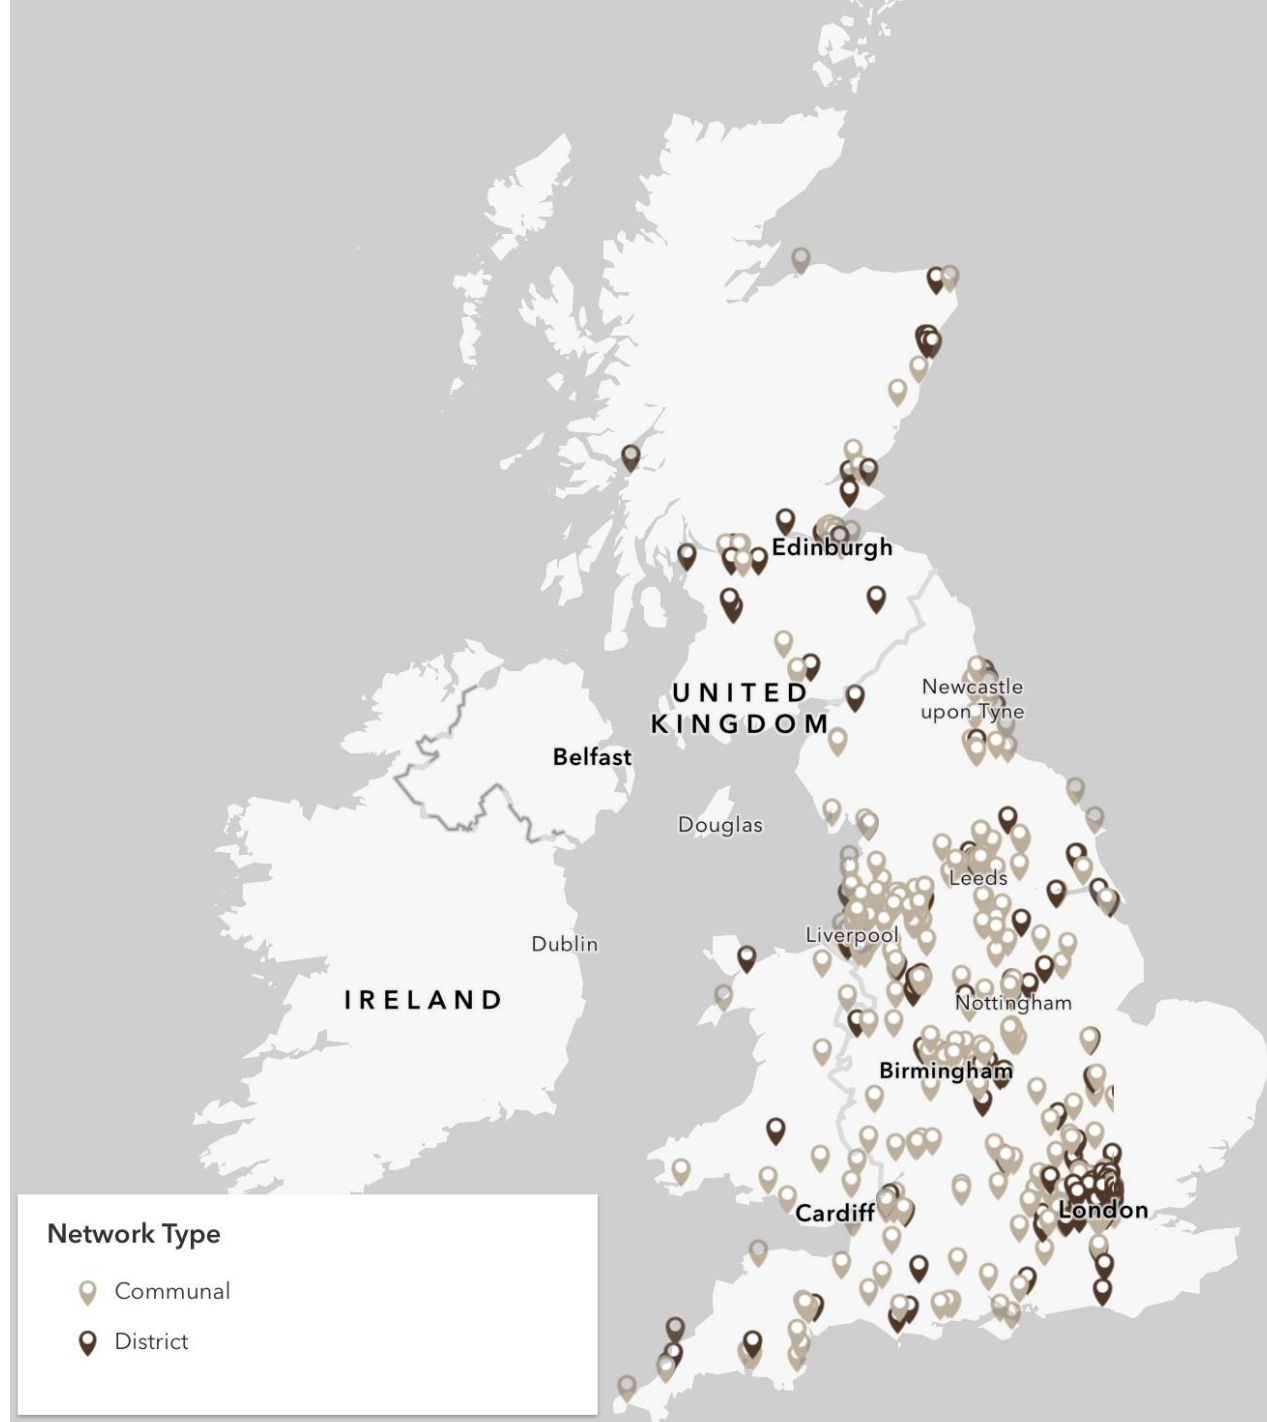 Edinburgh
UNITED
KINGDOM
Newcastle
upon Tyne
Belfast
Douglas
Leeds
Liverpool
Dublin
IRELAND
Nottingham
Birmingham
Cardiff
London
Network Type
Communal
District